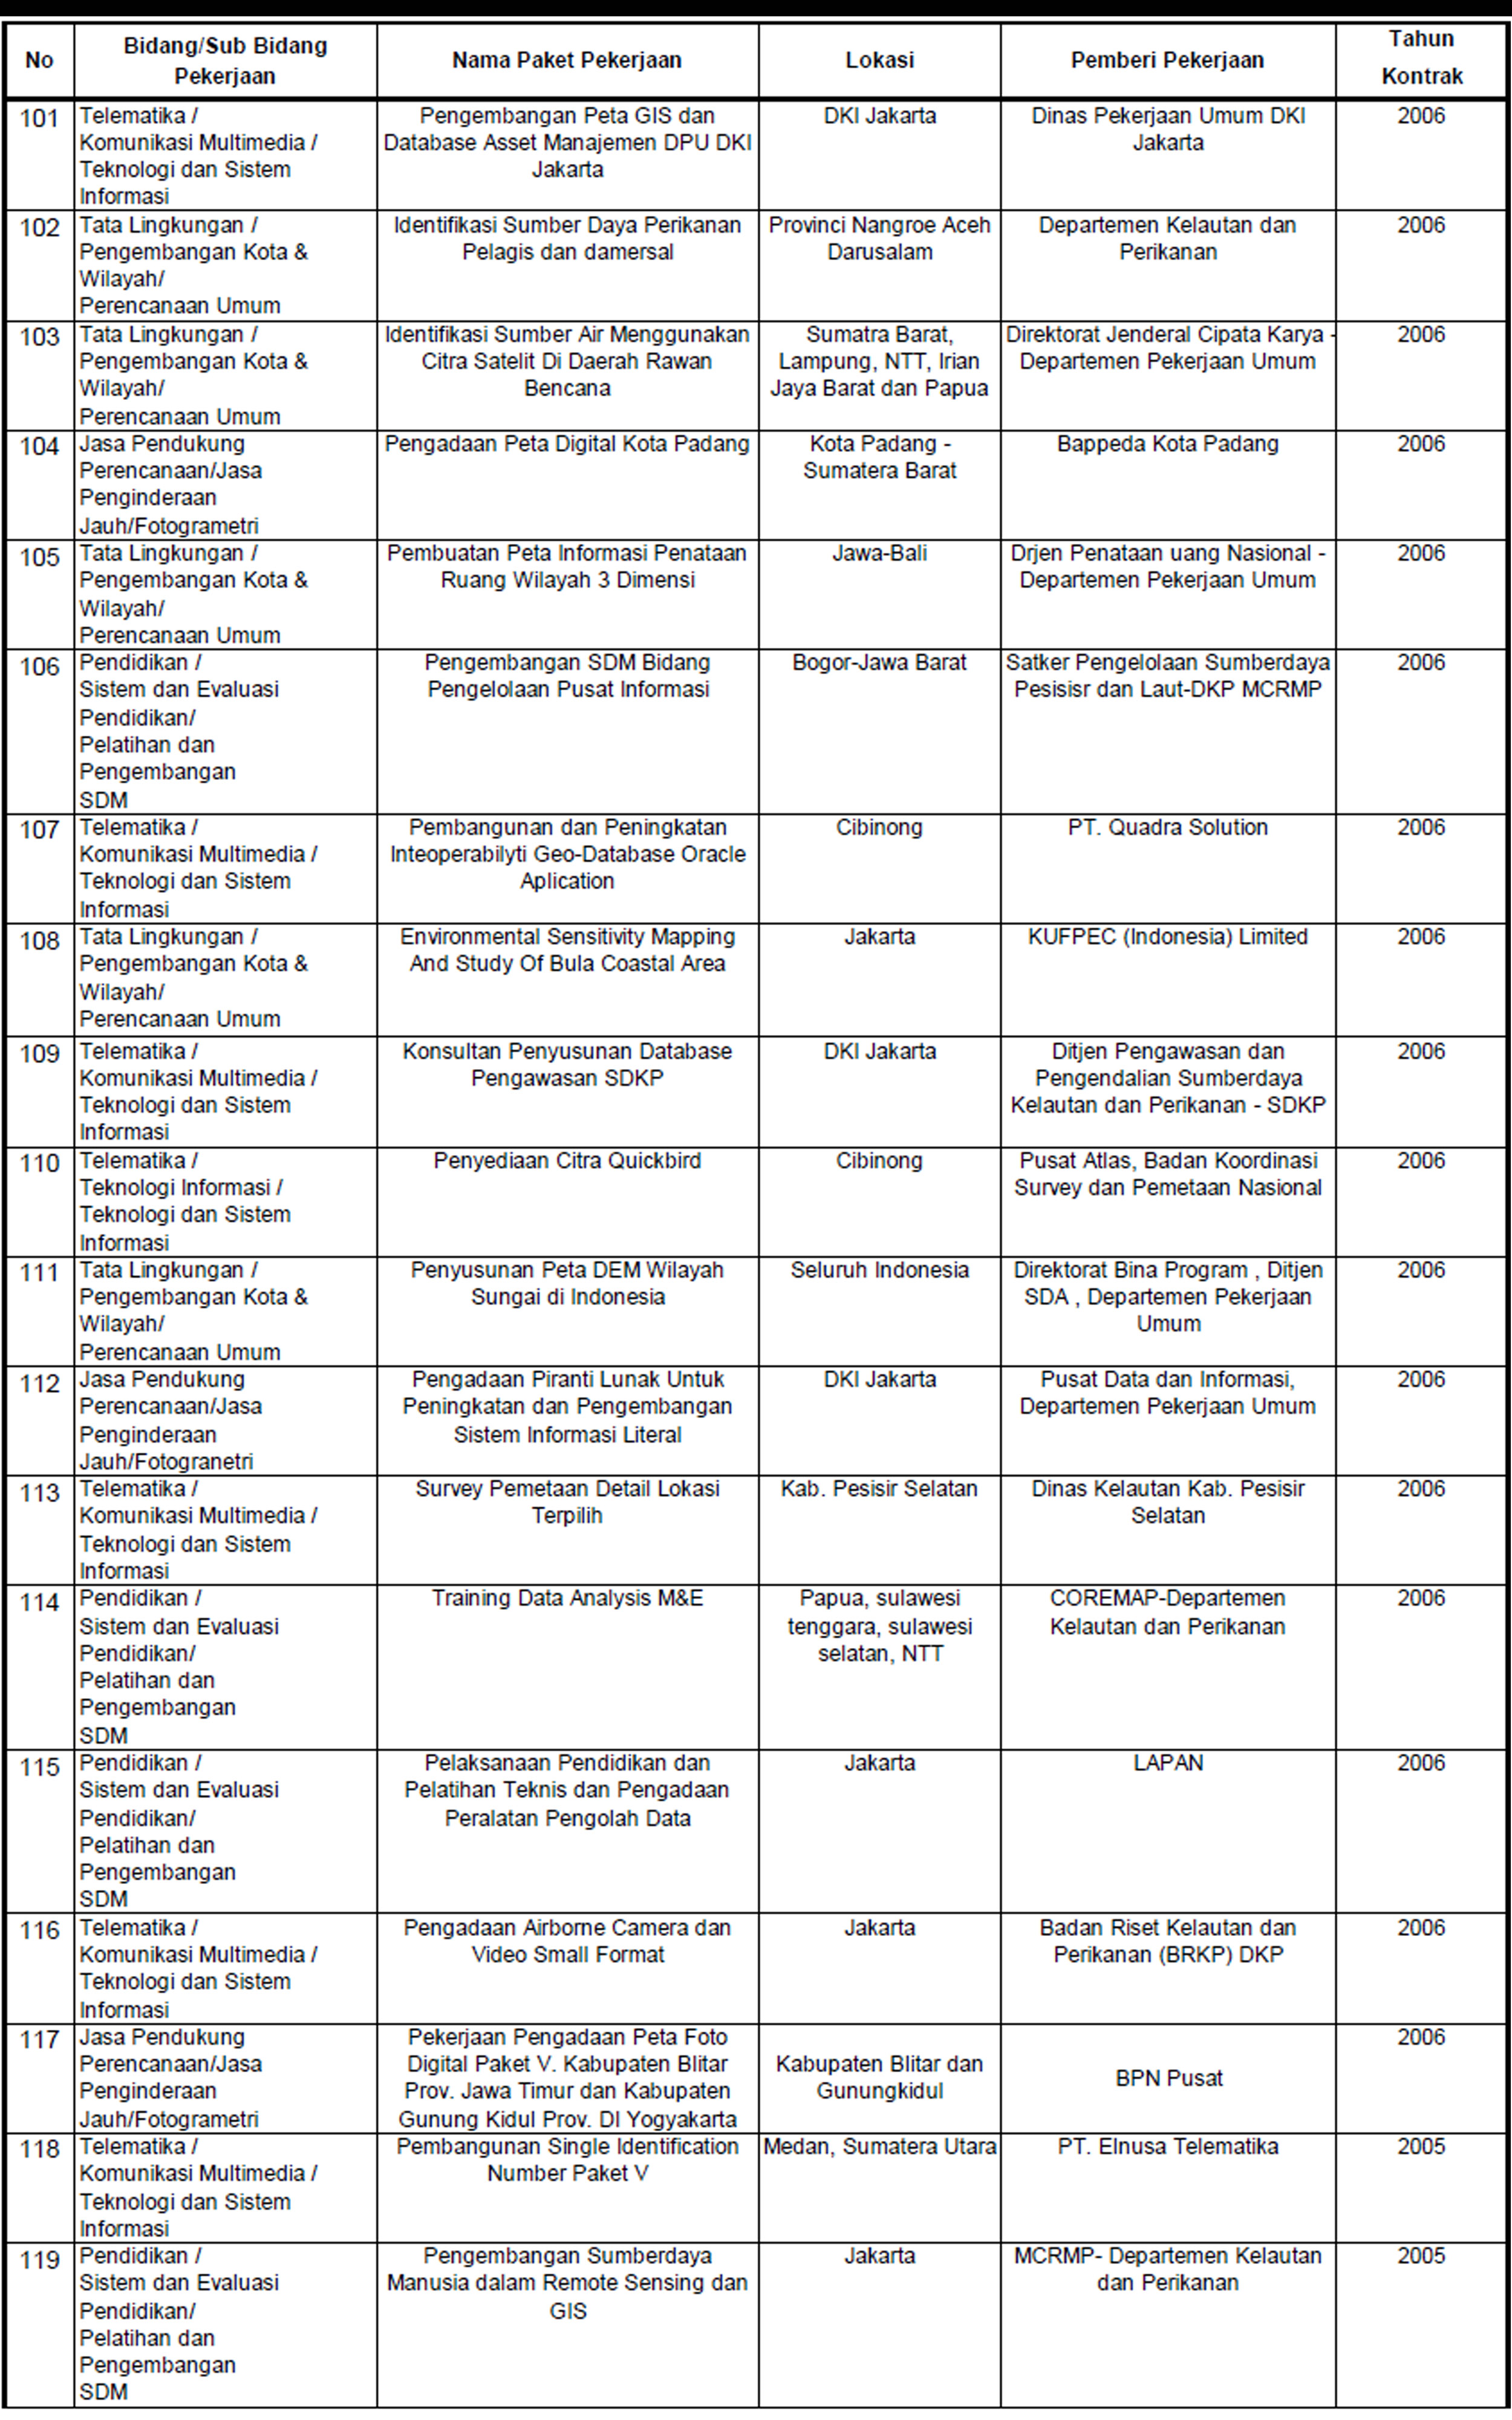 No
Bidang/Sub Bidang
Pekerjaan
Nama Paket Pekerjaan
Lokasi
Pemberi Pekerjaan
Tahun
Kontrak
101
Telematika /
Komunikasi Multimedia /
Teknologi dan Sistem
Informasi
Pengembangan Peta GIS dan
Database Asset Manajemen DPU DKI
Jakarta
DKI Jakarta
Dinas Pekerjaan Umum DKI
Jakarta
2006
102
Tata Lingkungan /
Pengembangan Kota &
Wilayah/
Perencanaan Umum
Identifikasi Sumber Daya Perikanan
Pelagis dan damersal
Provinci Nangroe Aceh
Darusalam
Departemen Kelautan dan
Perikanan
2006
103
Tata Lingkungan /
Pengembangan Kota &
Wilayah/
Perencanaan Umum
Identifikasi Sumber Air Menggunakan
Citra Satelit Di Daerah Rawan
Bencana
Sumatra Barat,
Lampung, NTT, Irian
Jaya Barat dan Papua
Direktorat Jenderal Cipata Karya -
Departemen Pekerjaan Umum
2006
104
Jasa Pendukung
Perencanaan/Jasa
Penginderaan
Jauh/Fotogrametri
Pengadaan Peta Digital Kota Padang
Kota Padang -
Sumatera Barat
Bappeda Kota Padang
2006
105
Tata Lingkungan /
Pengembangan Kota &
Wilayah/
Perencanaan Umum
Pembuatan Peta Informasi Penataan
Ruang Wilayah 3 Dimensi
Jawa-Bali
Drjen Penataan uang Nasional -
Departemen Pekerjaan Umum
2006
106
Pendidikan /
Sistem dan Evaluasi
Pendidikan/
Pelatihan dan
Pengembangan
SDM
Pengembangan SDM Bidang
Pengelolaan Pusat Informasi
Bogor-Jawa Barat
Satker Pengelolaan Sumberdaya
Pesisisr dan Laut-DKP MCRMP
2006
107
Telematika /
Komunikasi Multimedia /
Teknologi dan Sistem
Informasi
Pembangunan dan Peningkatan
Inteoperabilyti Geo-Database Oracle
Aplication
Cibinong
PT. Quadra Solution
2006
108
Tata Lingkungan /
Pengembangan Kota &
Wilayah/
Perencanaan Umum
Environmental Sensitivity Mapping
And Study Of Bula Coastal Area
Jakarta
KUFPEC (Indonesia) Limited
2006
109
Telematika /
Komunikasi Multimedia /
Teknologi dan Sistem
Informasi
Konsultan Penyusunan Database
Pengawasan SDKP
DKI Jakarta
Ditjen Pengawasan dan
Pengendalian Sumberdaya
Kelautan dan Perikanan - SDKP
2006
110
Telematika /
Teknologi Informasi /
Teknologi dan Sistem
Informasi
Penyediaan Citra Quickbird
Cibinong
Pusat Atlas, Badan Koordinasi
Survey dan Pemetaan Nasional
2006
111
Tata Lingkungan /
Pengembangan Kota &
Wilayah/
Perencanaan Umum
Penyusunan Peta DEM Wilayah
Sungai di Indonesia
Seluruh Indonesia
Direktorat Bina Program , Ditjen
SDA , Departemen Pekerjaan
Umum
2006
112
Jasa Pendukung
Perencanaan/Jasa
Penginderaan
Jauh/Fotogranetri
Pengadaan Piranti Lunak Untuk
Peningkatan dan Pengembangan
Sistem Informasi Literal
DKI Jakarta
Pusat Data dan Informasi,
Departemen Pekerjaan Umum
2006
113
Telematika /
Komunikasi Multimedia /
Teknologi dan Sistem
Informasi
Survey Pemetaan Detail Lokasi
Terpilih
Kab. Pesisir Selatan
Dinas Kelautan Kab. Pesisir
Selatan
2006
114
Pendidikan /
Sistem dan Evaluasi
Pendidikan/
Pelatihan dan
Pengembangan
SDM
Training Data Analysis M&E
Papua, sulawesi
tenggara, sulawesi
selatan, NTT
COREMAP-Departemen
Kelautan dan Perikanan
2006
115
Pendidikan /
Sistem dan Evaluasi
Pendidikan/
Pelatihan dan
Pengembangan
SDM
Pelaksanaan Pendidikan dan
Pelatihan Teknis dan Pengadaan
Peralatan Pengolah Data
Jakarta
LAPAN
2006
116
Telematika /
Komunikasi Multimedia /
Teknologi dan Sistem
Informasi
Pengadaan Airborne Camera dan
Video Small Format
Jakarta
Badan Riset Kelautan dan
Perikanan (BRKP) DKP
2006
117
Jasa Pendukung
Perencanaan/Jasa
Penginderaan
Jauh/Fotogrametri
Pekerjaan Pengadaan Peta Foto
Digital Paket V. Kabupaten Blitar
Prov. Jawa Timur dan Kabupaten
Gunung Kidul Prov. DI Yogyakarta
Kabupaten Blitar dan
Gunungkidul
BPN Pusat
2006
118
Telematika /
Komunikasi Multimedia /
Teknologi dan Sistem
Informasi
Pembangunan Single Identification
Number Paket V
Medan, Sumatera Utara
PT. Elnusa Telematika
2005
119
Pendidikan /
Sistem dan Evaluasi
Pendidikan/
Pelatihan dan
Pengembangan
SDM
Pengembangan Sumberdaya
Manusia dalam Remote Sensing dan
GIS
Jakarta
MCRMP- Departemen Kelautan
dan Perikanan
2005